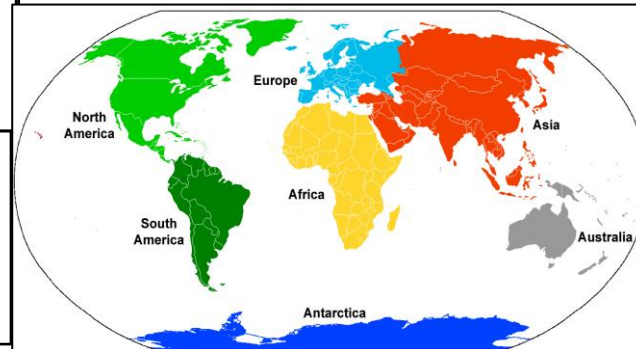 Europe
North
America
Asia
Africa
South
America
Australia
Antarctica